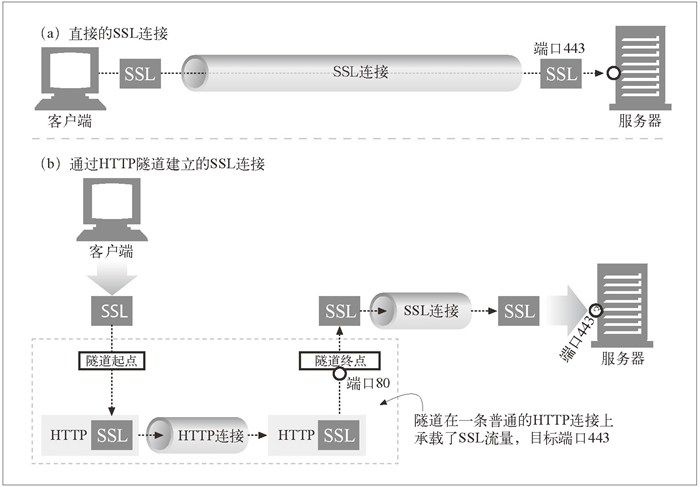 (a) 直接的SSL连接
端口443
SSL
SSL连接
SSL
客户端
服务器
(b) 通过HTTP隧道建立的SSL连接
客户端
SSL
SSL
SSL连接
SSL
端口443
服务器
隧道起点
隧道终点
端口80
HTTP SSL
HTTP连接
HTTP SSL
隧道在一条普通的HTTP连接上
承载了SSL流量，目标端口443